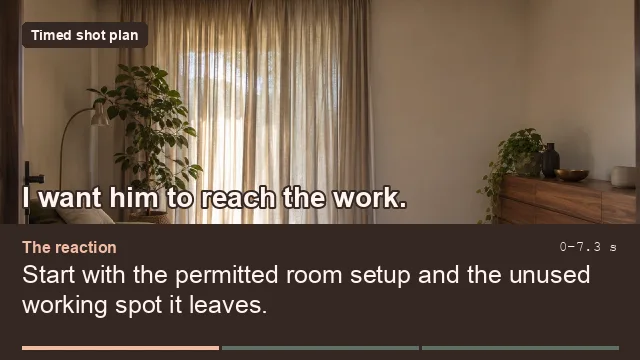 Timed shot plan
I want him to reach the work.
The reaction
0–7.3 s
Start with the permitted room setup and the unused
working spot it leaves.